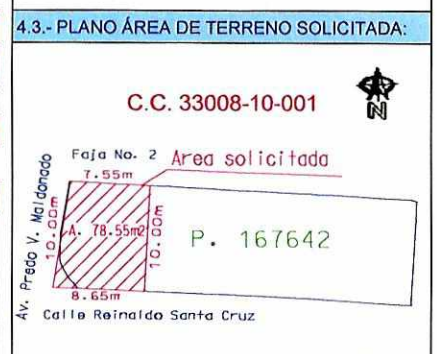 4.3.- PLANO ÁREA DE TERRENO SOLICITADA:
C.C. 33008-10-001
N
Faja No. 2
Area solicitada
7.55m
Av. Predo V. Maldonado
10.00m
A. 78.55m2
10.00m
P. 167642
8.65m
Calle Reinaldo Santa Cruz